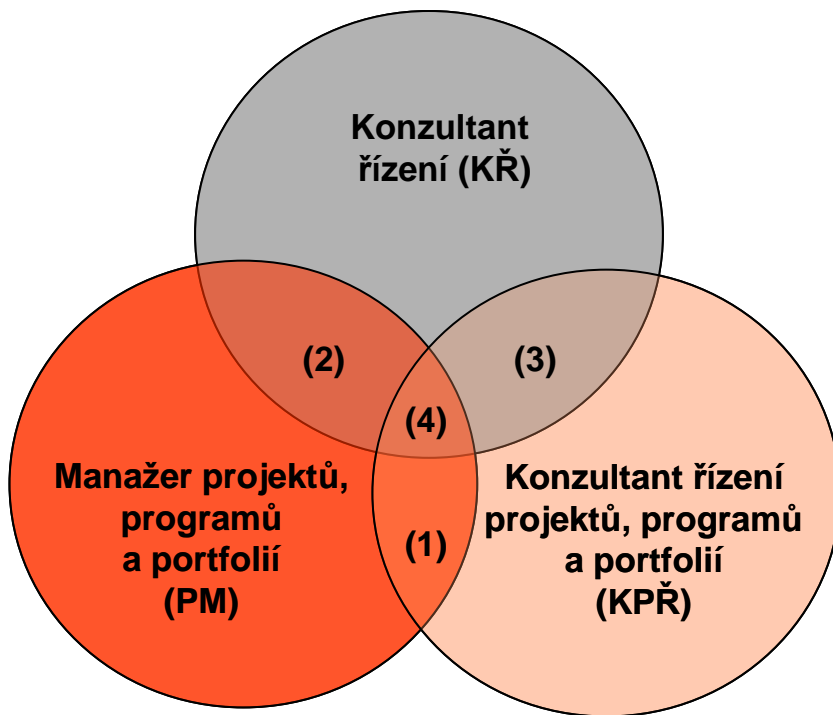 Konzultant
řízení (KŘ)
(2)
(3)
(4)
Manažer projektů,
programů
a portfolií
(PM)
(1)
Konzultant řízení
projektů, programů
a portfolií
(KPŘ)